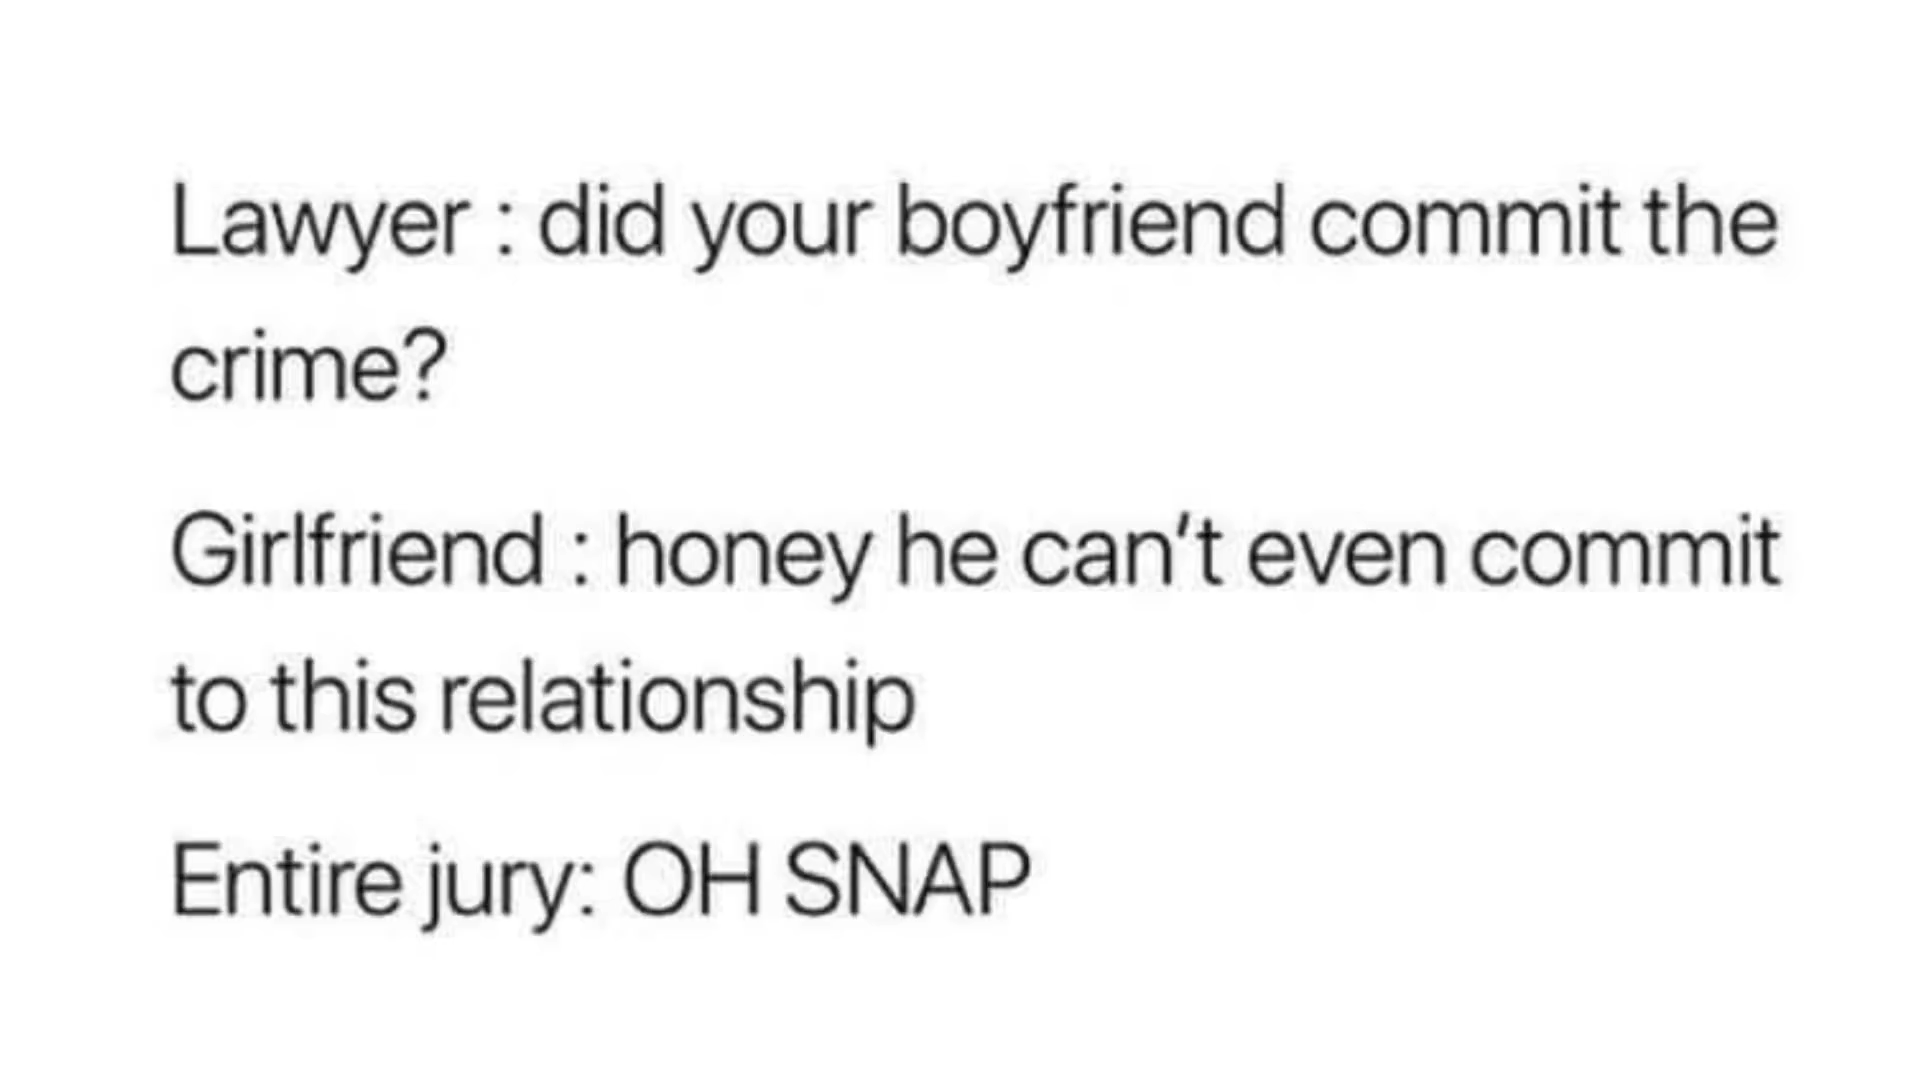 Lawyer : did your boyfriend commit the
crime?
Girlfriend : honey he can't even commit
to this relationship
Entire jury: OH SNAP